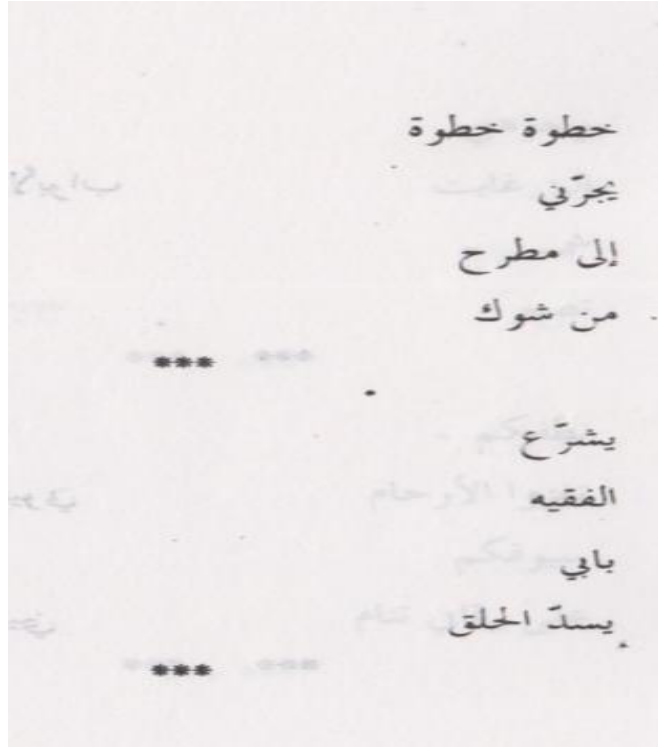 خطوة خطوة
يجرّني
إلى مطرح
من شوك
***
يشرّع
الفقيه
بابي
يسدّ الحلق
***